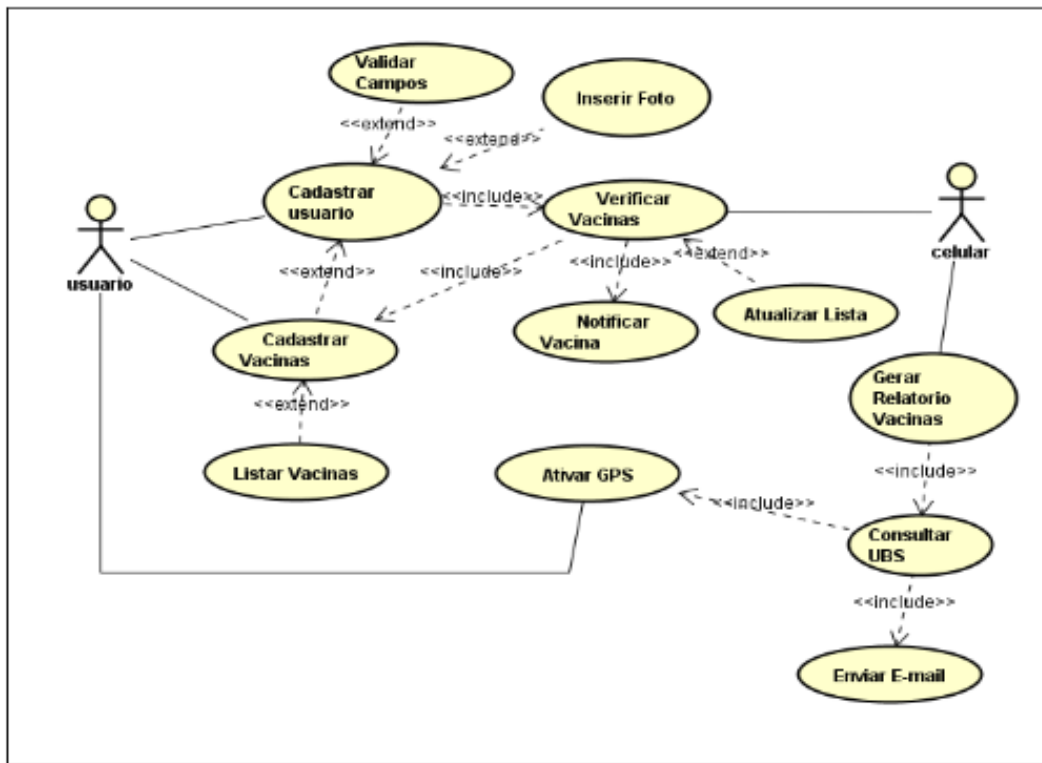 Validar
Campos
Inserir Foto
<<extend>>
<<extend>>
Cadastrar
usuario
<<include>>
Verificar
Vacinas
usuario
celular
<<extend>>
<<include>>
<<include>>
<<extend>>
Cadastrar
Vacinas
Notificar
Vacina
Atualizar Lista
<<extend>>
Gerar
Relatorio
Vacinas
Listar Vacinas
Ativar GPS
<<include>>
<<include>>
Consultar
UBS
<<include>>
Enviar E-mail